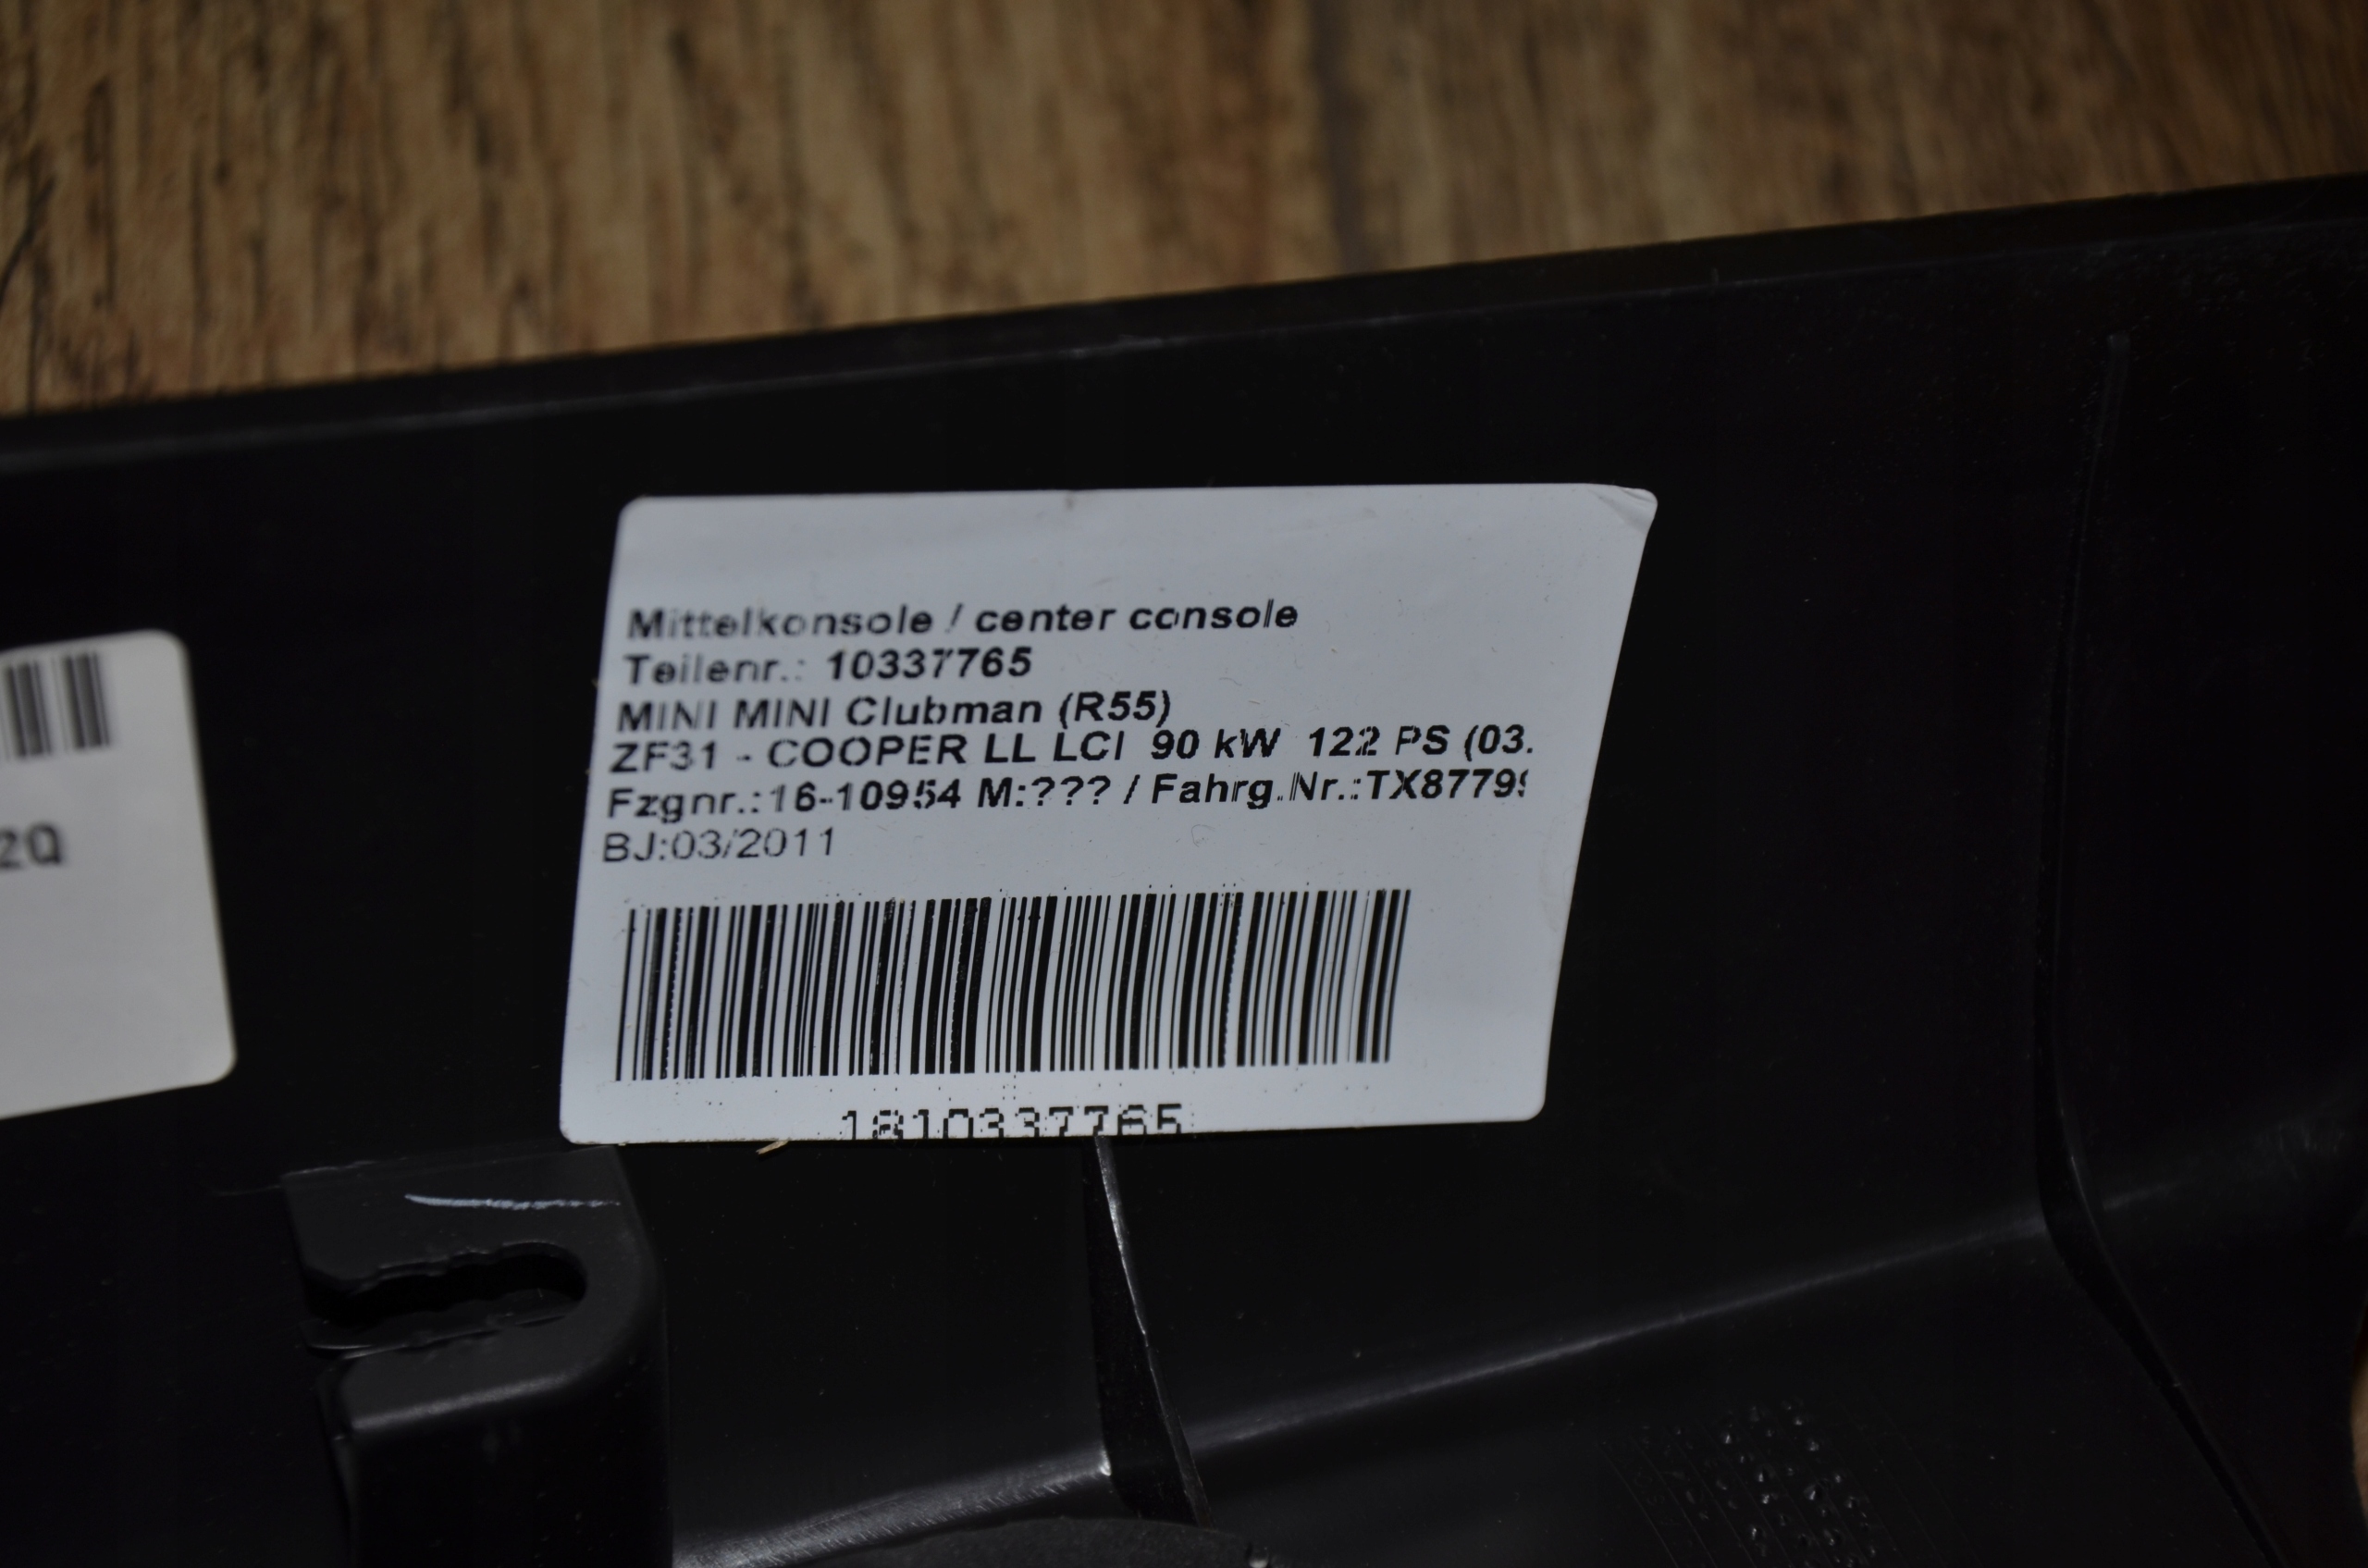 Mittelkonsole / center console
Teilenr.: 10337765
MINI MINI Clubman (R55)
ZF31 - COOPER LL LCI 90 kW 122 PS (03.
Fzgnr.:16-10954 M:??? / Fahrg.Nr.:TX8779
BJ:03/2011
1810337765
2Q